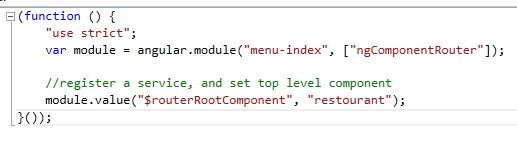 (function () {
"use strict";
var module = angular.module("menu-index", ["ngComponentRouter"]);
//register a service, and set top level component
module.value("$routerRootComponent", "restourant");
}());